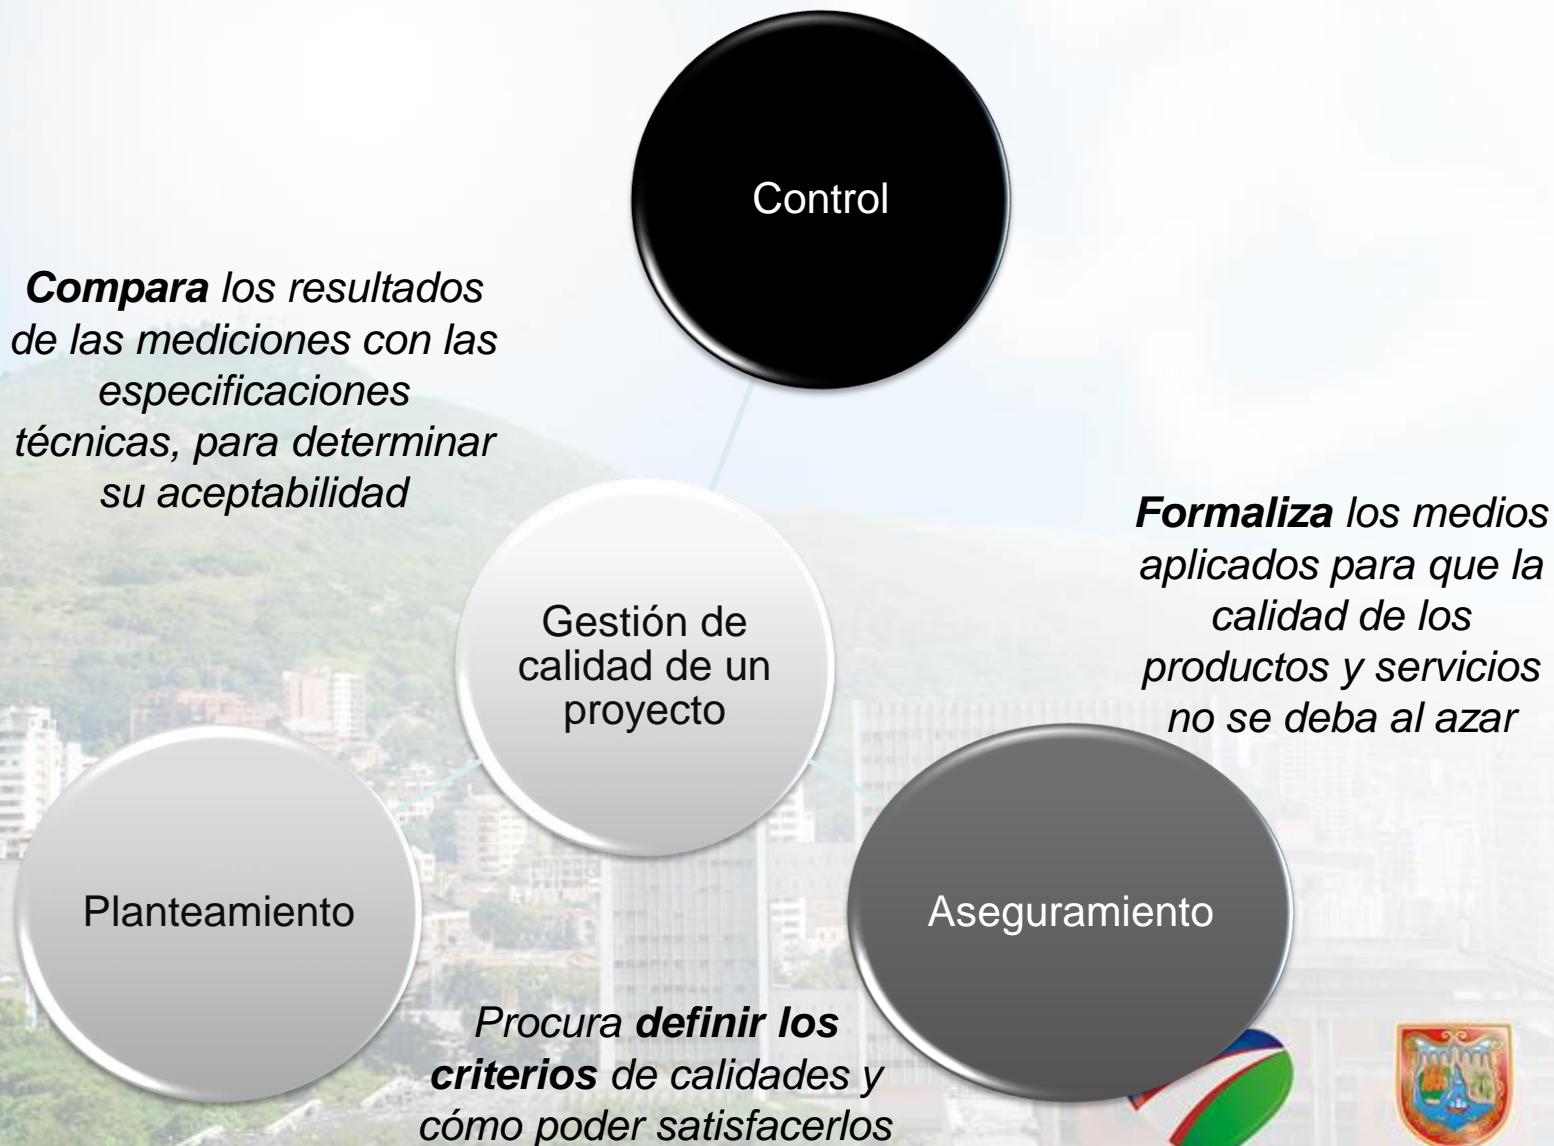 Control
Compara los resultados
de las mediciones con las
especificaciones
técnicas, para determinar
su aceptabilidad
Formaliza los medios
aplicados para que la
calidad de los
productos y servicios
no se deba al azar
Gestión de
calidad de un
proyecto
Planteamiento
Aseguramiento
Procura definir los
criterios de calidades y
cómo poder satisfacerlos